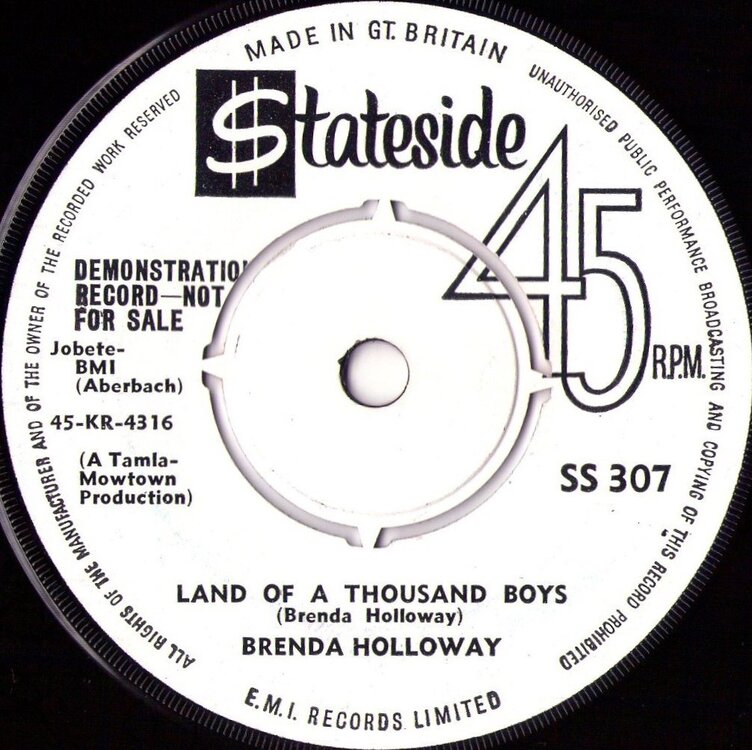 MADE IN GT. BRITAIN
UNAUTHORISED PUBLIC PERFORMANCE BROADCASTING AND COPYING OF THIS RECORD PROHIBITED
ALL RIGHTS OF THE MANUFACTURER AND OF THE OWNER OF THE RECORDED WORK RESERVED
$tateside
45 R.P.M.
DEMONSTRATIO
RECORD—NOT
FOR SALE
Jobete-
BMI
(Aberbach)
45-KR-4316
(A Tamla-
Mowtown
Production)
SS 307
LAND OF A THOUSAND BOYS
(Brenda Holloway)
BRENDA HOLLOWAY
E.M.I. RECORDS LIMITED